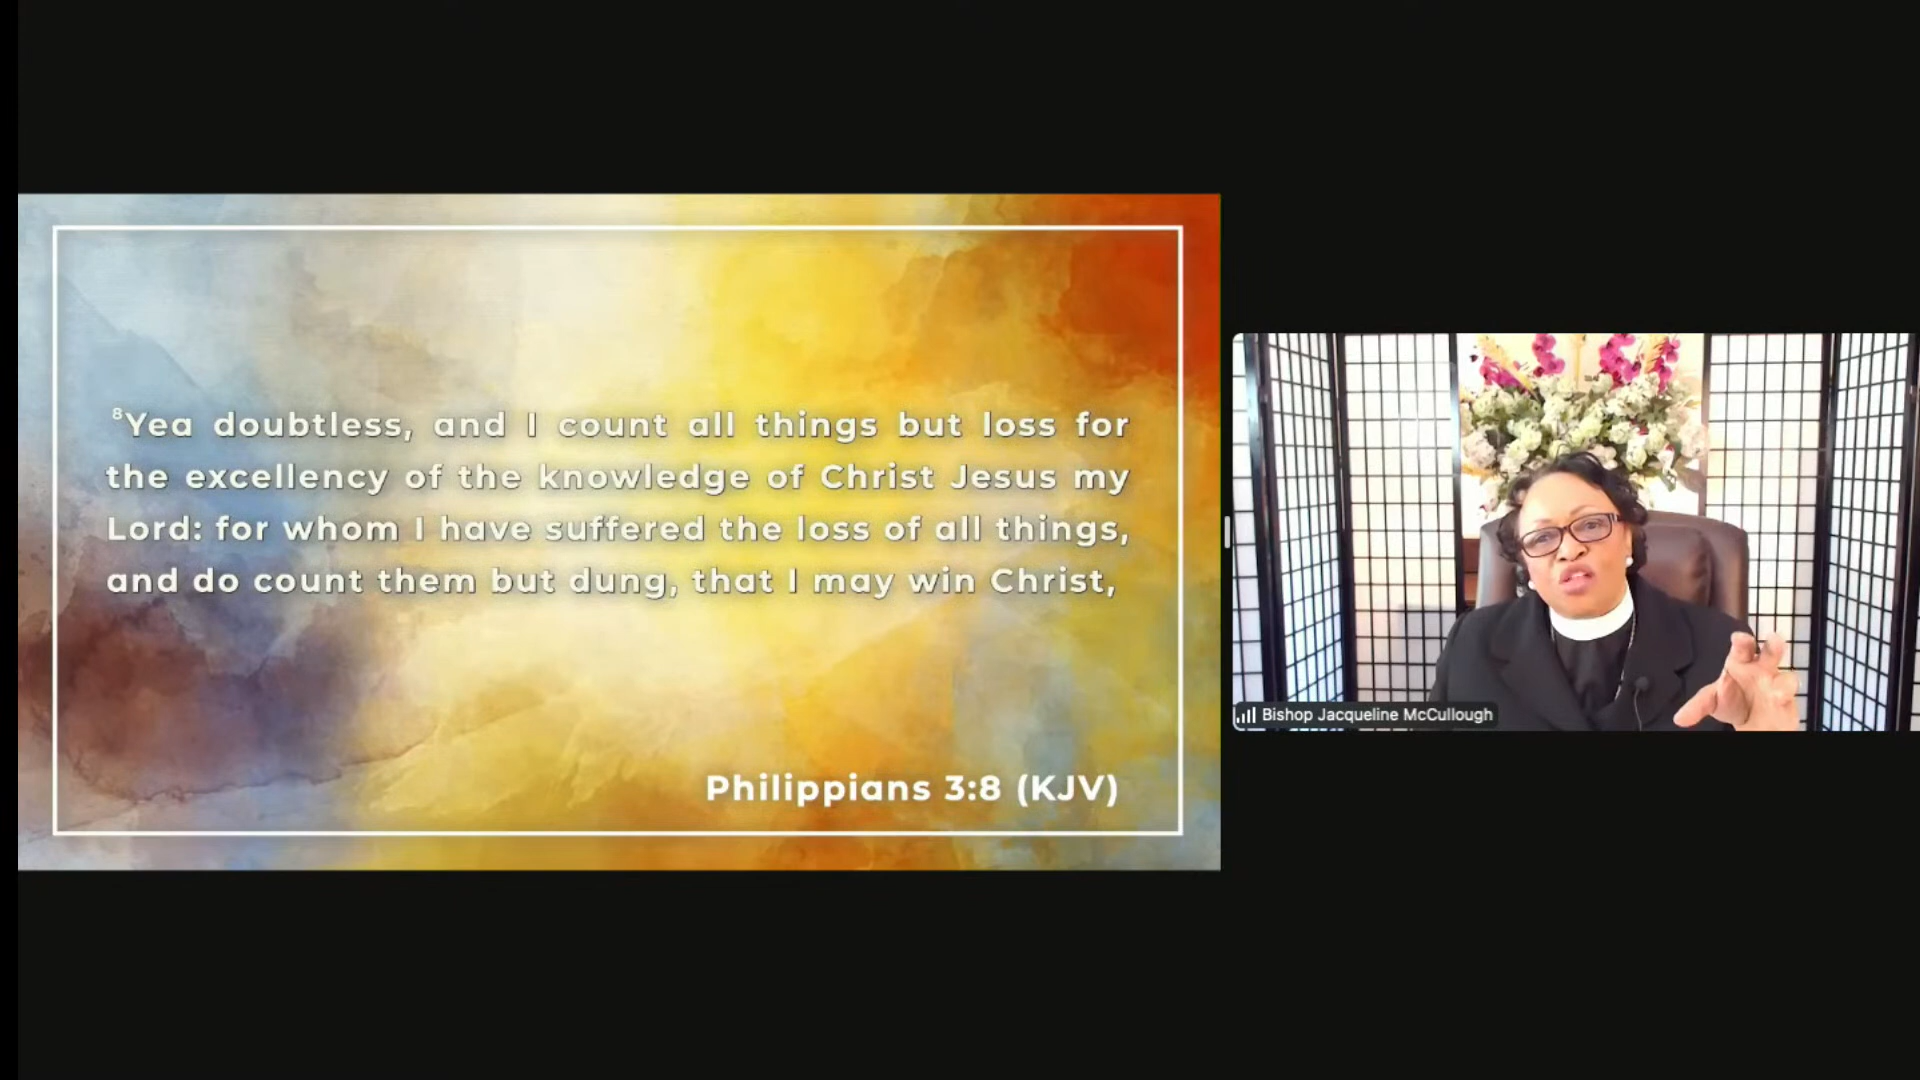 ⁸Yea doubtless, and I count all things but loss for
the excellency of the knowledge of Christ Jesus my
Lord: for whom I have suffered the loss of all things,
and do count them but dung, that I may win Christ,
Philippians 3:8 (KJV)
Bishop Jacqueline McCullough